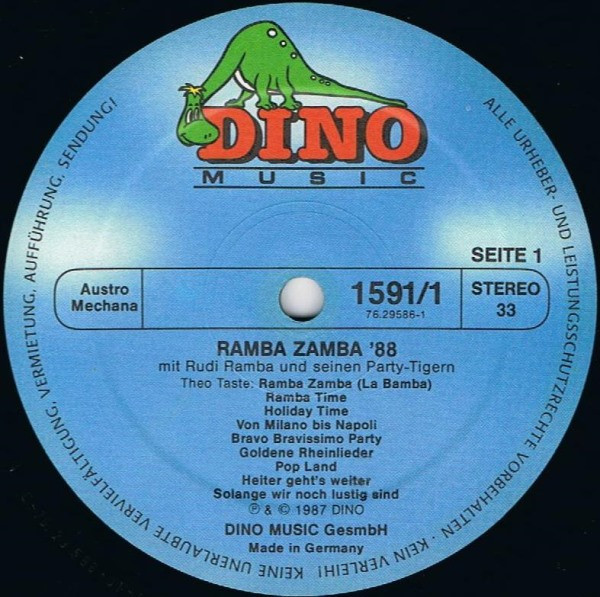 DINO
MUSIC
ALLE URHEBER- UND LEISTUNGSSCHUTZRECHTE VORBEHALTEN · KEIN VERLEIH! KEINE UNERLAUBTE VERVIELFÄLTIGUNG, VERMIETUNG, AUFFÜHRUNG, SENDUNG!
SEITE 1
Austro
Mechana
1591/1
76.29586-1
STEREO
33
RAMBA ZAMBA '88
mit Rudi Ramba und seinen Party-Tigern
Theo Taste: Ramba Zamba (La Bamba)
Ramba Time
Holiday Time
Von Milano bis Napoli
Bravo Bravissimo Party
Goldene Rheinlieder
Pop Land
Heiter geht's weiter
Solange wir noch lustig sind
℗ & © 1987 DINO
DINO MUSIC GesmbH
Made in Germany